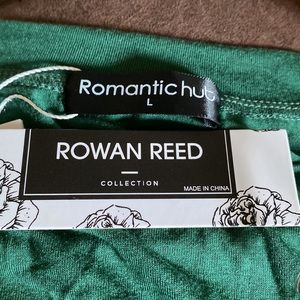 Romantic hub
L
ROWAN REED
COLLECTION
MADE IN CHINA